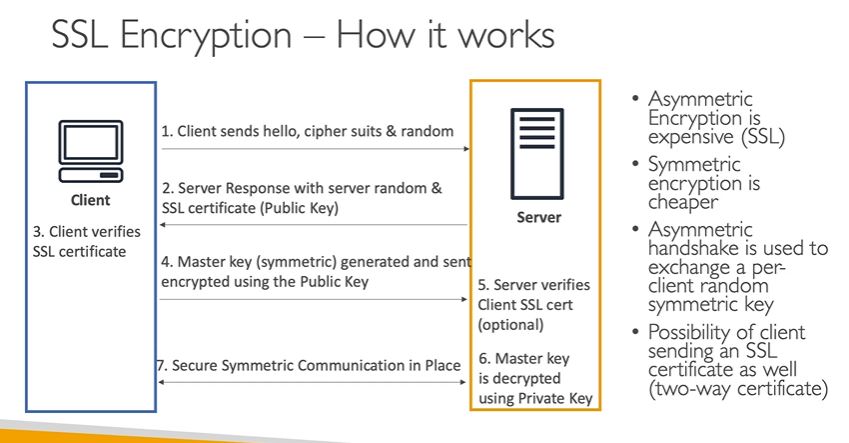 SSL Encryption – How it works
Client
3. Client verifies
SSL certificate
1. Client sends hello, cipher suits & random
2. Server Response with server random &
SSL certificate (Public Key)
4. Master key (symmetric) generated and sent
encrypted using the Public Key
7. Secure Symmetric Communication in Place
Server
5. Server verifies
Client SSL cert
(optional)
6. Master key
is decrypted
using Private Key
• Asymmetric
Encryption is
expensive (SSL)
• Symmetric
encryption is
cheaper
• Asymmetric
handshake is used to
exchange a per-
client random
symmetric key
• Possibility of client
sending an SSL
certificate as well
(two-way certificate)